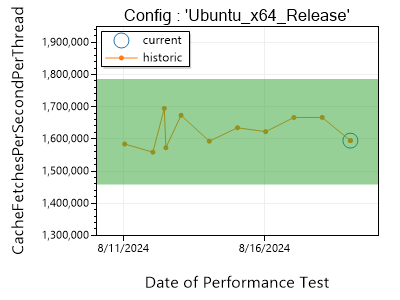 Config : 'Ubuntu_x64_Release'
CacheFetchesPerSecondPerThread
1,900,000
1,800,000
1,700,000
1,600,000
1,500,000
1,400,000
1,300,000
current
historic
8/11/2024
8/16/2024
Date of Performance Test